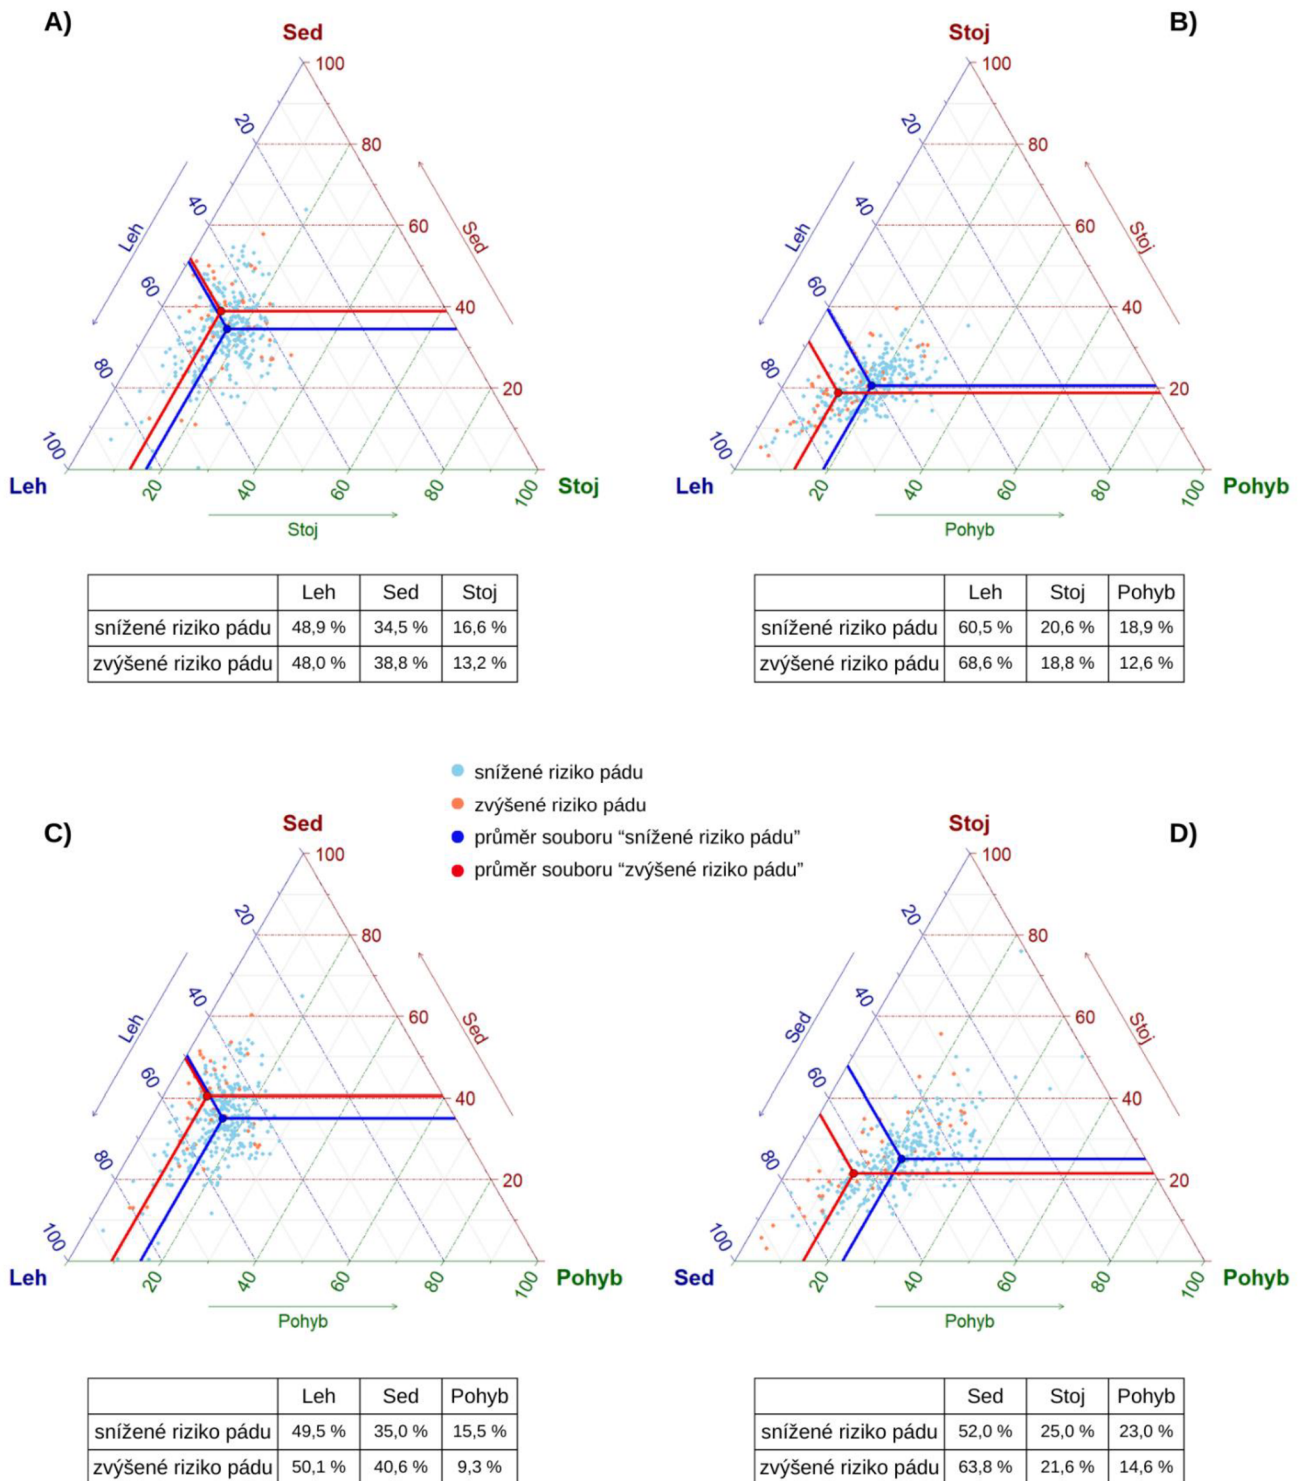 A)
Sed
100
20
80
40
60
Leh
Sed
60
40
80
20
100
Leh
20
40
60
80
100
Stoj
Stoj
Leh Sed Stoj
snížené riziko pádu 48,9 % 34,5 % 16,6 %
zvýšené riziko pádu 48,0 % 38,8 % 13,2 %
B)
Stoj
100
20
80
40
60
Leh
Stoj
60
40
80
20
100
Leh
20
40
60
80
100
Pohyb
Pohyb
Leh Stoj Pohyb
snížené riziko pádu 60,5 % 20,6 % 18,9 %
zvýšené riziko pádu 68,6 % 18,8 % 12,6 %
snížené riziko pádu
zvýšené riziko pádu
průměr souboru “snížené riziko pádu”
průměr souboru “zvýšené riziko pádu”
C)
Sed
100
20
80
40
60
Leh
Sed
60
40
80
20
100
Leh
20
40
60
80
100
Pohyb
Pohyb
Leh Sed Pohyb
snížené riziko pádu 49,5 % 35,0 % 15,5 %
zvýšené riziko pádu 50,1 % 40,6 % 9,3 %
D)
Stoj
100
20
80
40
60
Sed
Stoj
60
40
80
20
100
Sed
20
40
60
80
100
Pohyb
Pohyb
Sed Stoj Pohyb
snížené riziko pádu 52,0 % 25,0 % 23,0 %
zvýšené riziko pádu 63,8 % 21,6 % 14,6 %